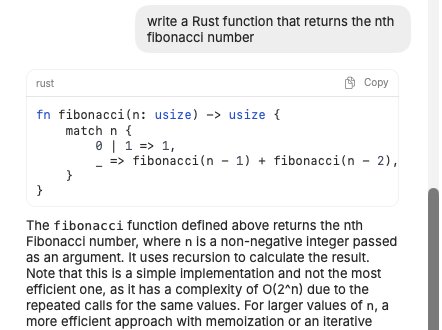 write a Rust function that returns the nth
fibonacci number
rust
Copy
fn fibonacci(n: usize) -> usize {
    match n {
        0 | 1 => 1,
        _ => fibonacci(n - 1) + fibonacci(n - 2),
    }
}
The fibonacci function defined above returns the nth
Fibonacci number, where n is a non-negative integer passed
as an argument. It uses recursion to calculate the result.
Note that this is a simple implementation and not the most
efficient one, as it has a complexity of O(2^n) due to the
repeated calls for the same values. For larger values of n, a
more efficient approach with memoization or an iterative